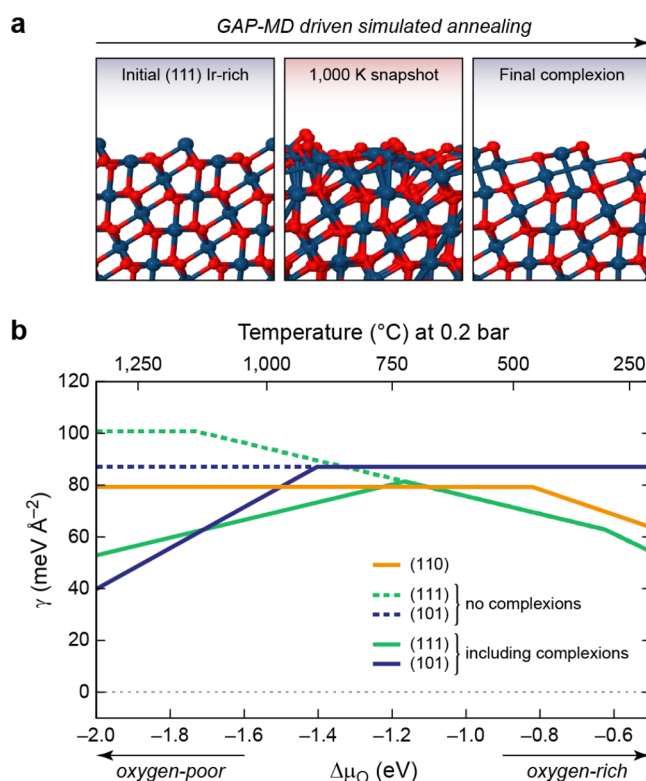 a
GAP-MD driven simulated annealing
Initial (111) Ir-rich
1,000 K snapshot
Final complexion
b
Temperature (°C) at 0.2 bar
1,250 1,000 750 500 250
120
100
80
60
40
20
0
γ (meV Å⁻²)
(110)
(111)
(101)
no complexions
(111)
(101)
including complexions
–2.0 –1.8 –1.6 –1.4 –1.2 –1.0 –0.8 –0.6
oxygen-poor ΔμO (eV) oxygen-rich